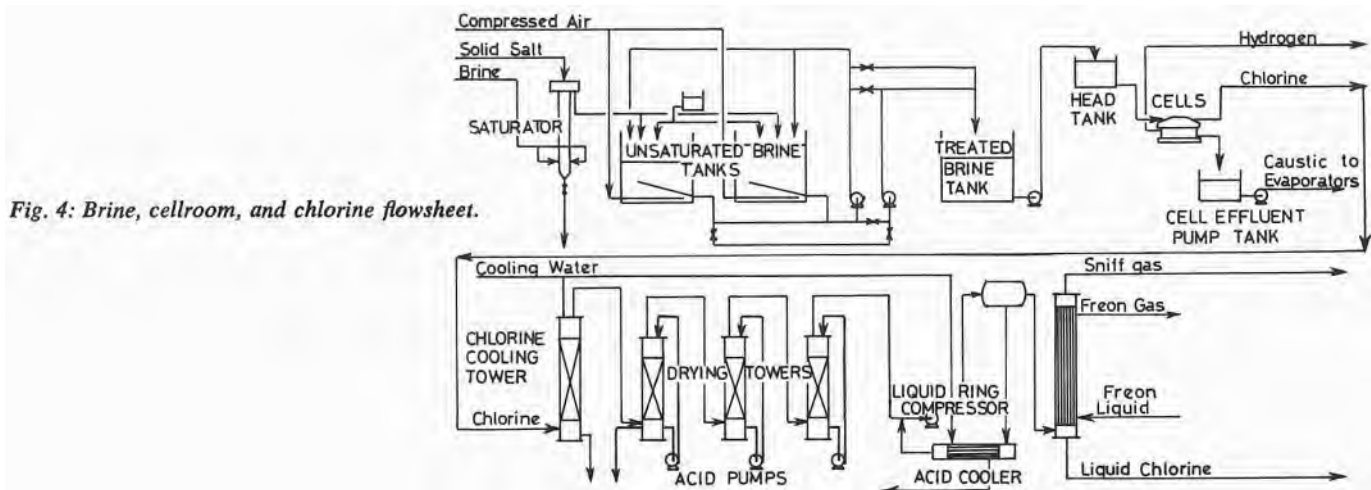 Compressed Air
Solid Salt
Brine
SATURATOR
UNSATURATED BRINE
TANKS
TREATED
BRINE
TANK
HEAD
TANK
CELLS
Hydrogen
Chlorine
Caustic to
Evaporators
CELL EFFLUENT
PUMP TANK
Fig. 4: Brine, cellroom, and chlorine flowsheet.
Cooling Water
CHLORINE
COOLING
TOWER
Chlorine
DRYING TOWERS
ACID PUMPS
LIQUID RING
COMPRESSOR
ACID COOLER
Sniff gas
Freon Gas
Freon
Liquid
Liquid Chlorine